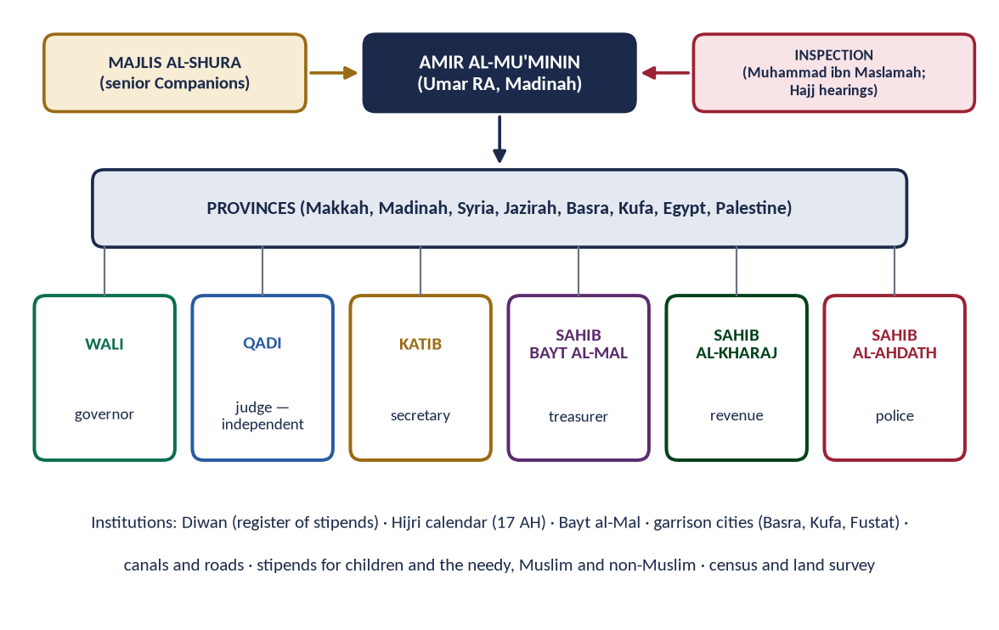 MAJLIS AL-SHURA
(senior Companions)
AMIR AL-MU'MININ
(Umar RA, Madinah)
INSPECTION
(Muhammad ibn Maslamah;
Hajj hearings)
PROVINCES (Makkah, Madinah, Syria, Jazirah, Basra, Kufa, Egypt, Palestine)
WALI
governor
QADI
judge —
independent
KATIB
secretary
SAHIB
BAYT AL-MAL
treasurer
SAHIB
AL-KHARAJ
revenue
SAHIB
AL-AHDATH
police
Institutions: Diwan (register of stipends) · Hijri calendar (17 AH) · Bayt al-Mal · garrison cities (Basra, Kufa, Fustat) ·
canals and roads · stipends for children and the needy, Muslim and non-Muslim · census and land survey